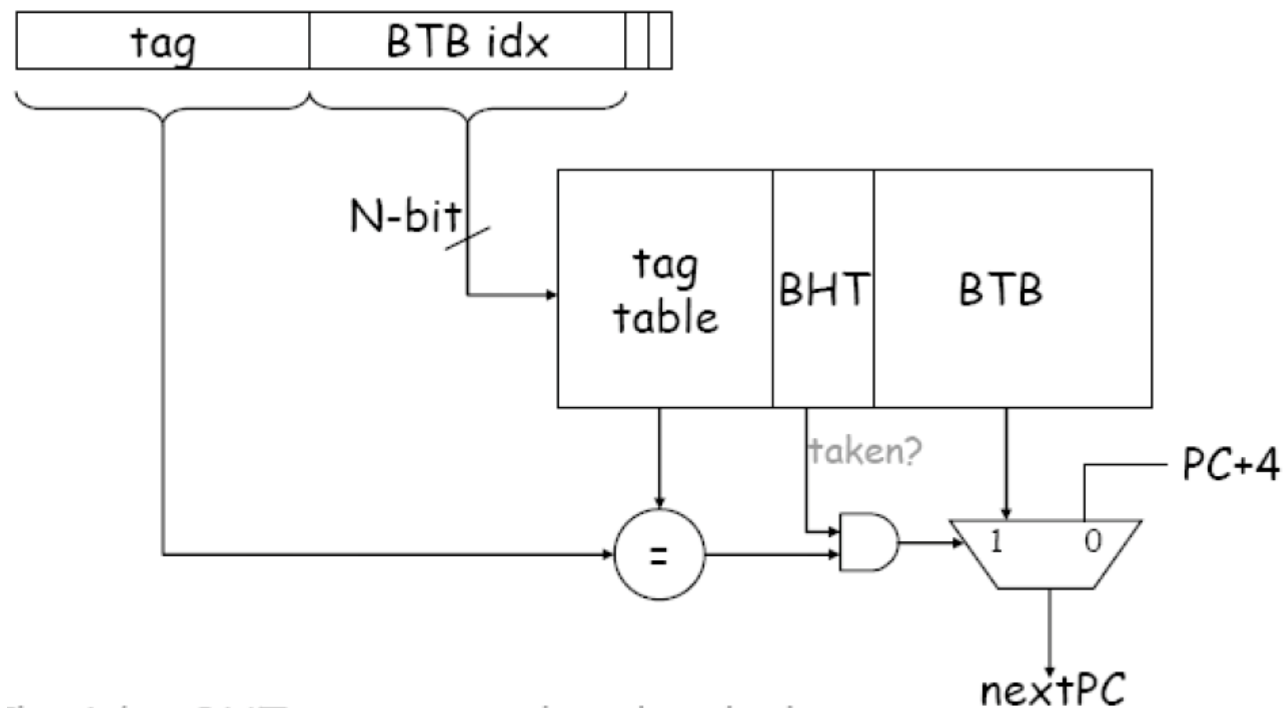 tag
BTB idx
N-bit
tag
table
BHT
BTB
taken?
PC+4
=
1
0
nextPC